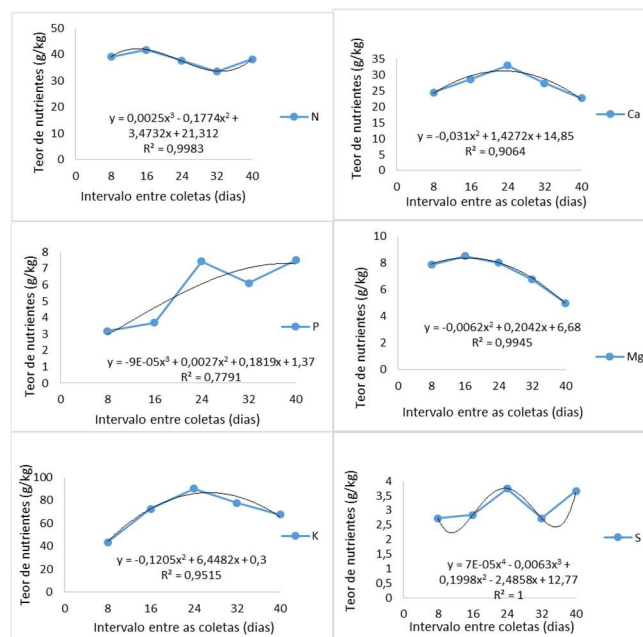 Teor de nutrientes (g/kg)
50
40
30
20
10
0
y = 0,0025x³ - 0,1774x² +
3,4732x + 21,312
R² = 0,9983
N
0 8 16 24 32 40
Intervalo entre coletas (dias)
Teor de nutrientes (g/kg)
35
30
25
20
15
10
5
0
y = -0,031x² + 1,4272x + 14,85
R² = 0,9064
Ca
0 8 16 24 32 40
Intervalo entre as coletas (dias)
Teor de nutrientes (g/kg)
8
7
6
5
4
3
2
1
0
P
y = -9E-05x³ + 0,0027x² + 0,1819x + 1,37
R² = 0,7791
0 8 16 24 32 40
Intervalo entre coletas (dias)
Teor de nutrientes (g/kg)
10
8
6
4
2
0
y = -0,0062x² + 0,2042x + 6,68
R² = 0,9945
Mg
0 8 16 24 32 40
Intervalo entre as coletas (dias)
Teor de nutrientes (g/kg)
100
80
60
40
20
0
y = -0,1205x² + 6,4482x + 0,3
R² = 0,9515
K
0 8 16 24 32 40
Intervalo entre as coletas (dias)
Teor de nutrientes (g/kg)
4
3,5
3
2,5
2
1,5
1
0,5
0
y = 7E-05x⁴ - 0,0063x³ +
0,1998x² - 2,4858x + 12,77
R² = 1
S
0 8 16 24 32 40
Intervalo entre as coletas (dias)